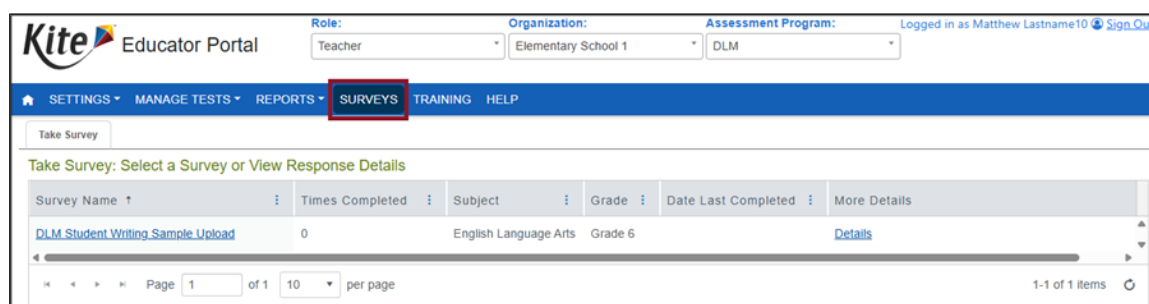 Kite Educator Portal
Role: Organization: Assessment Program: Logged in as Matthew Lastname10 Sign Ou
Teacher Elementary School 1 DLM
SETTINGS MANAGE TESTS REPORTS SURVEYS TRAINING HELP
Take Survey
Take Survey: Select a Survey or View Response Details
Survey Name ↑ Times Completed Subject Grade Date Last Completed More Details
DLM Student Writing Sample Upload 0 English Language Arts Grade 6 Details
Page 1 of 1 10 per page 1-1 of 1 items